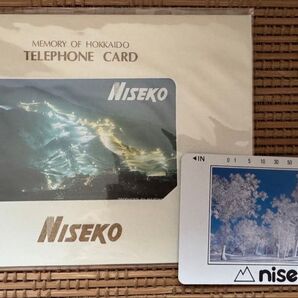 MEMORY OF HOKKAIDO
TELEPHONE CARD
NISEKO
NISEKO
◄IN 0 1 5 10 30 50
nise